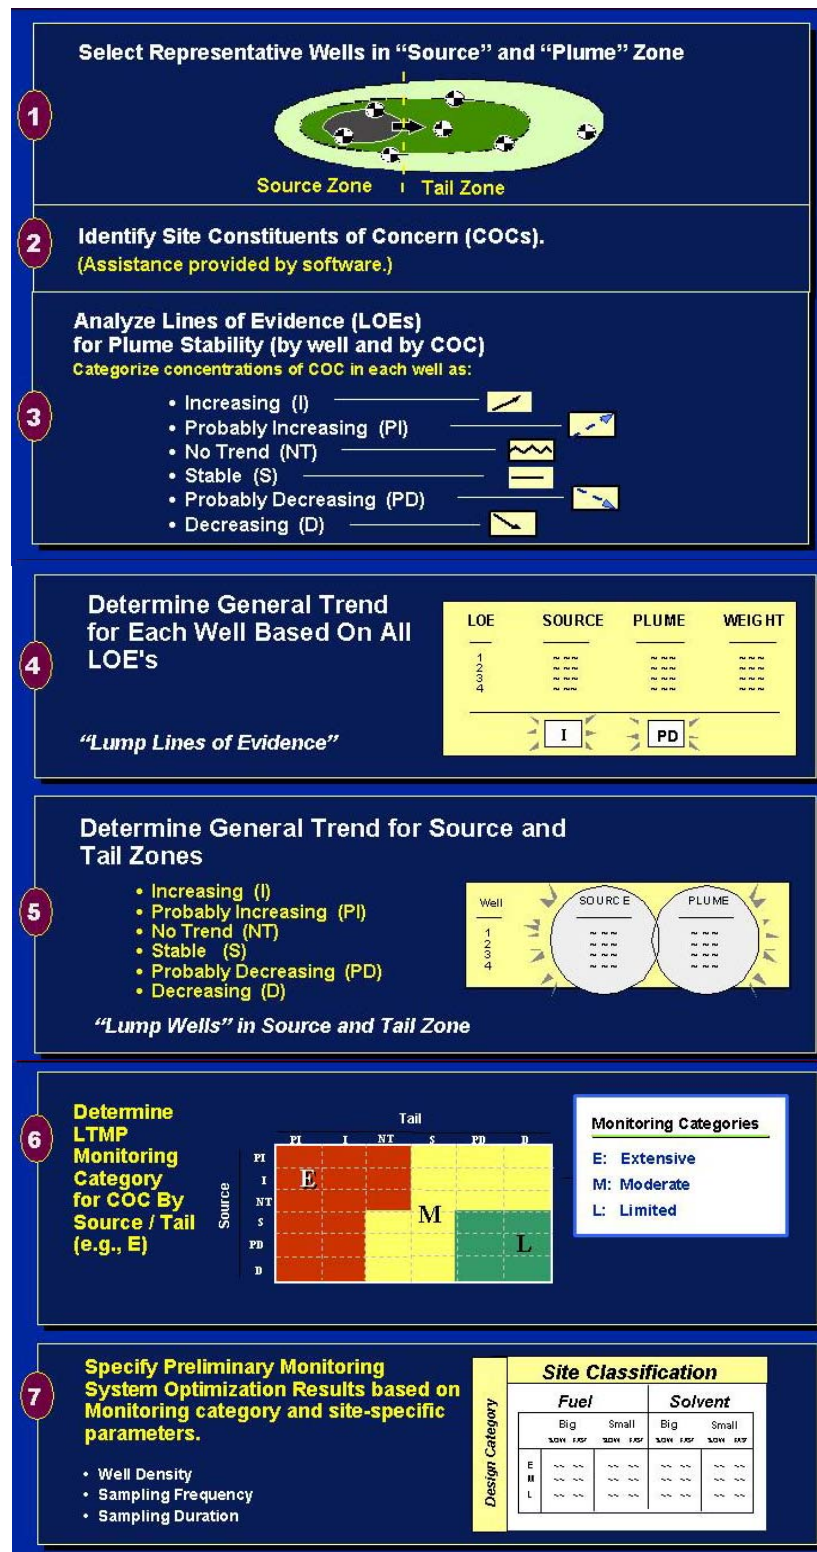 Select Representative Wells in “Source” and “Plume” Zone
1
Source Zone
Tail Zone
2
Identify Site Constituents of Concern (COCs).
(Assistance provided by software.)
Analyze Lines of Evidence (LOEs)
for Plume Stability (by well and by COC)
Categorize concentrations of COC in each well as:
3
• Increasing (I)
• Probably Increasing (PI)
• No Trend (NT)
• Stable (S)
• Probably Decreasing (PD)
• Decreasing (D)
4
Determine General Trend
for Each Well Based On All
LOE's
“Lump Lines of Evidence”
LOE SOURCE PLUME WEIGHT
1
2
3
4
I PD
Determine General Trend for Source and
Tail Zones
5
• Increasing (I)
• Probably Increasing (PI)
• No Trend (NT)
• Stable (S)
• Probably Decreasing (PD)
• Decreasing (D)
“Lump Wells” in Source and Tail Zone
Well SOURCE PLUME
1
2
3
4
6
Determine
LTMP
Monitoring
Category
for COC By
Source / Tail
(e.g., E)
Tail
PI I NT S PD D
Source
PI
I
NT
S
PD
D
E
M
L
Monitoring Categories
E: Extensive
M: Moderate
L: Limited
7
Specify Preliminary Monitoring
System Optimization Results based on
Monitoring category and site-specific
parameters.
• Well Density
• Sampling Frequency
• Sampling Duration
Design Category
Site Classification
Fuel Solvent
Big Small Big Small
E
M
L